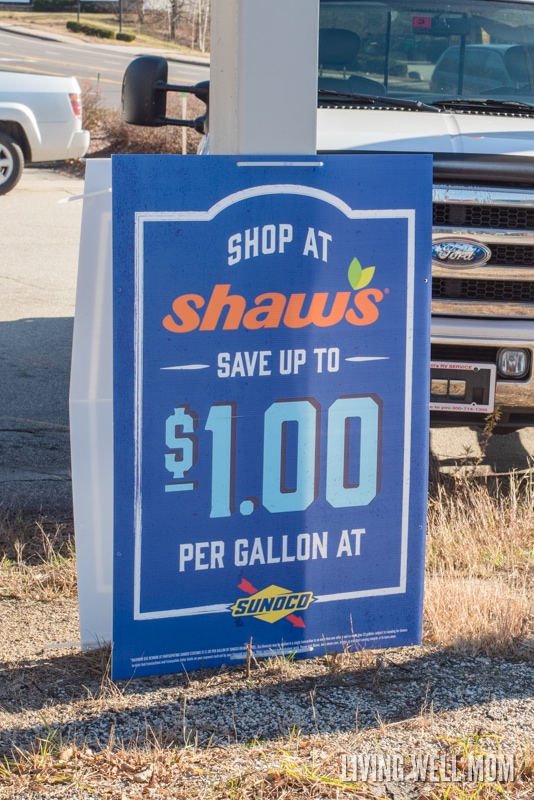 SHOP AT
shaws
SAVE UP TO
$1.00
PER GALLON AT
SUNOCO
Ford
LIVING WELL MOM